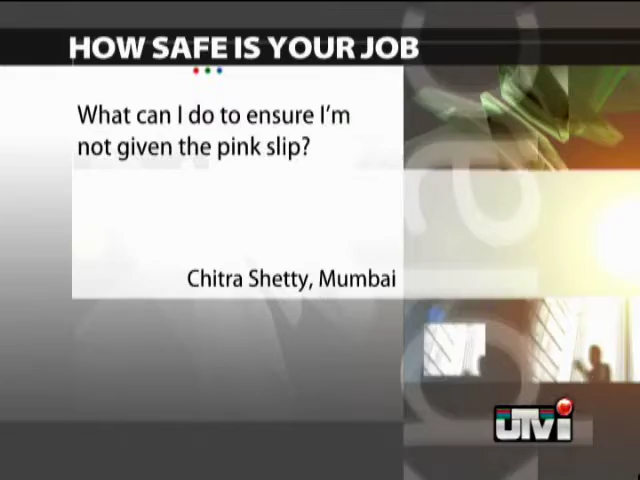 HOW SAFE IS YOUR JOB
What can I do to ensure I'm
not given the pink slip?
Chitra Shetty, Mumbai
UTVi